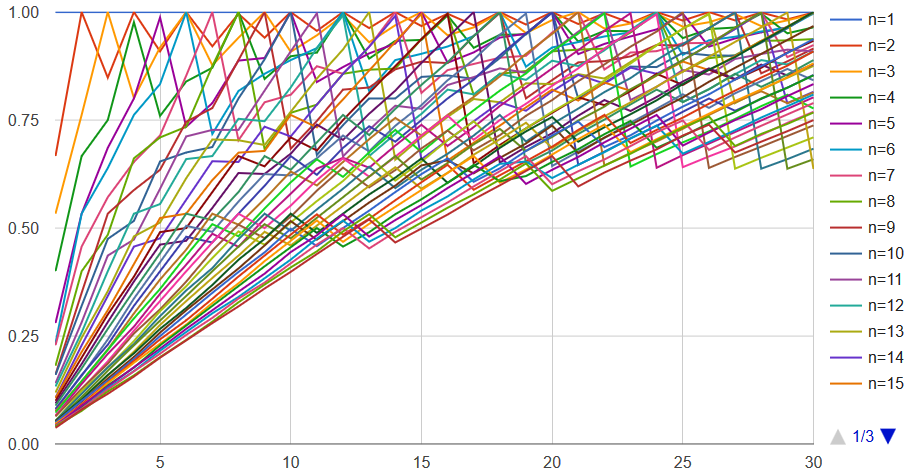 1.00
0.75
0.50
0.25
0.00
5 10 15 20 25 30
n=1
n=2
n=3
n=4
n=5
n=6
n=7
n=8
n=9
n=10
n=11
n=12
n=13
n=14
n=15
1/3